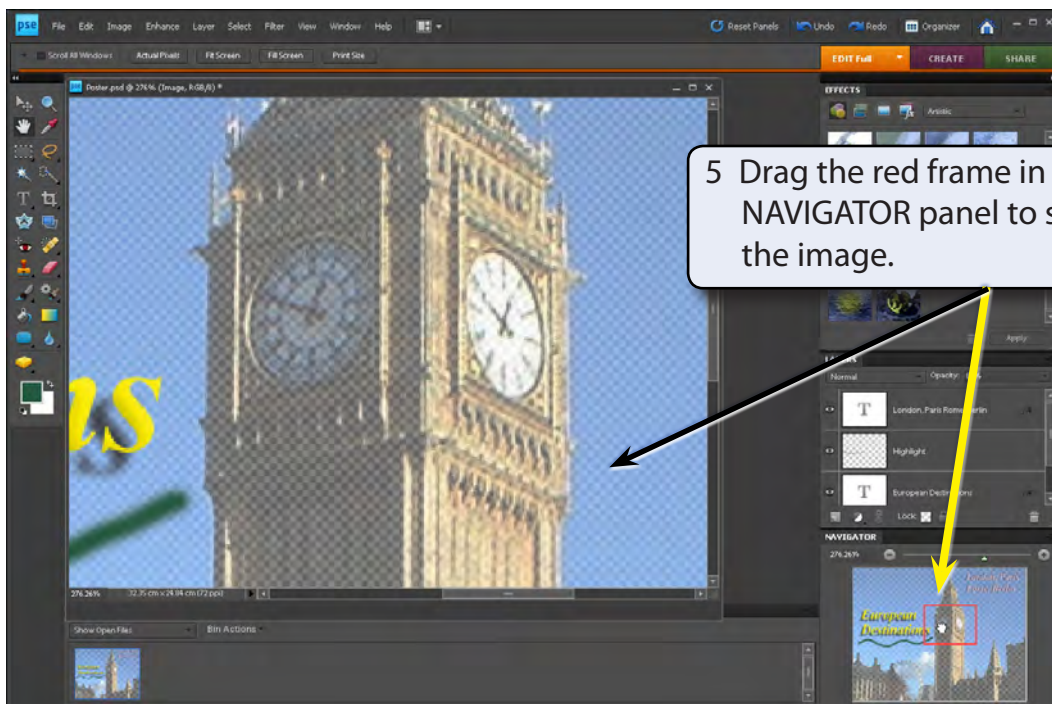 pse File Edit Image Enhance Layer Select Filter View Window Help Reset Panels Undo Redo Organizer
Scroll All Windows Actual Pixels Fit Screen Fill Screen Print Size EDIT Full CREATE SHARE
Poster.psd @ 276% (Image, RGB/8) *
EFFECTS
Artistic
5 Drag the red frame in
NAVIGATOR panel to s
the image.
Apply
Normal Opacity:
T London, Paris Rome Berlin
Highlight
T European Destinations
Lock:
NAVIGATOR
276.26%
ns
European
Destinations
276.26% 32.35 cm x 24.84 cm (72 ppi)
Show Open Files Bin Actions